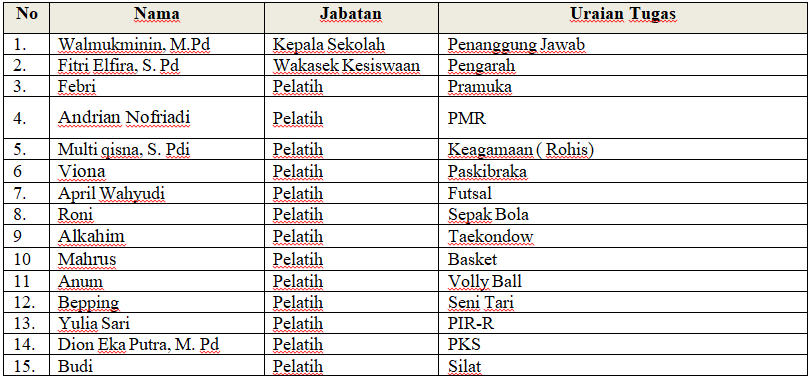 No Nama Jabatan Uraian Tugas
1. Walmukminin, M.Pd Kepala Sekolah Penanggung Jawab
2. Fitri Elfira, S. Pd Wakasek Kesiswaan Pengarah
3. Febri Pelatih Pramuka
4. Andrian Nofriadi Pelatih PMR
5. Multi qisna, S. Pdi Pelatih Keagamaan ( Rohis)
6 Viona Pelatih Paskibraka
7. April Wahyudi Pelatih Futsal
8. Roni Pelatih Sepak Bola
9 Alkahim Pelatih Taekondow
10 Mahrus Pelatih Basket
11 Anum Pelatih Volly Ball
12. Bepping Pelatih Seni Tari
13. Yulia Sari Pelatih PIR-R
14. Dion Eka Putra, M. Pd Pelatih PKS
15. Budi Pelatih Silat